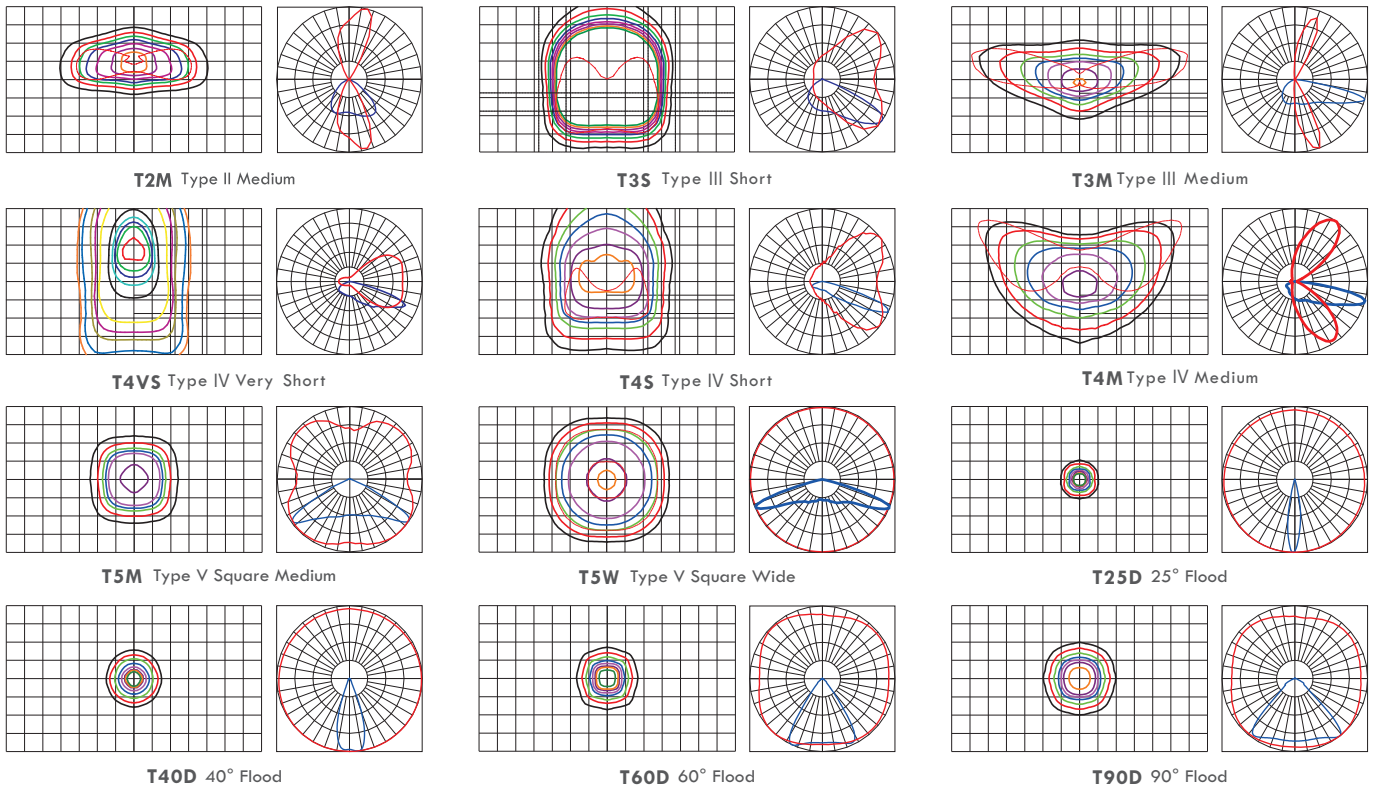 T2M Type II Medium
T3S Type III Short
T3M Type III Medium
T4VS Type IV Very Short
T4S Type IV Short
T4M Type IV Medium
T5M Type V Square Medium
T5W Type V Square Wide
T25D 25° Flood
T40D 40° Flood
T60D 60° Flood
T90D 90° Flood